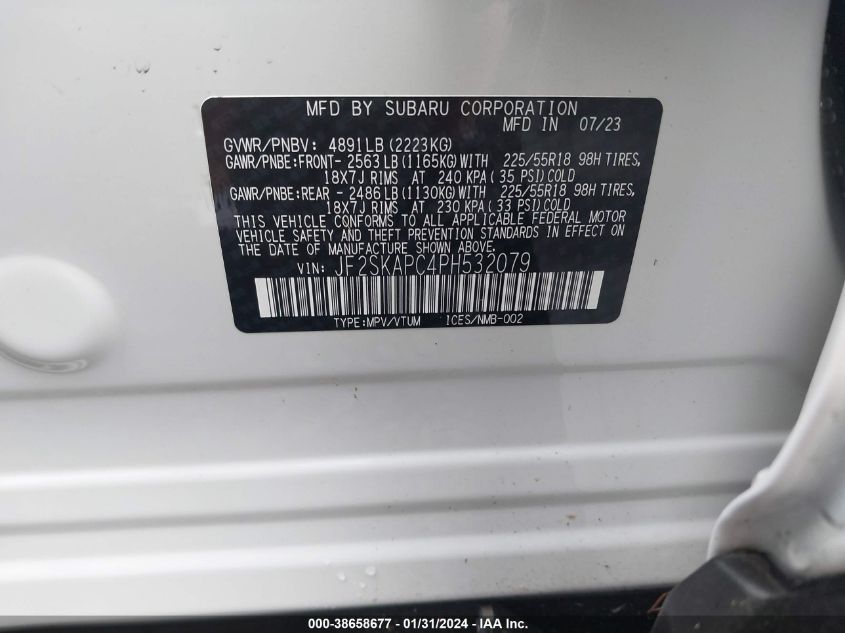 MFD BY SUBARU CORPORATION
MFD IN 07/23
GVWR/PNBV: 4891LB (2223KG)
GAWR/PNBE:FRONT- 2563LB (1165KG)WITH 225/55R18 98H TIRES,
18X7J RIMS AT 240 KPA (35 PSI)COLD
GAWR/PNBE:REAR - 2486LB (1130KG)WITH 225/55R18 98H TIRES,
18X7J RIMS AT 230 KPA (33 PSI)COLD
THIS VEHICLE CONFORMS TO ALL APPLICABLE FEDERAL MOTOR
VEHICLE SAFETY AND THEFT PREVENTION STANDARDS IN EFFECT ON
THE DATE OF MANUFACTURE SHOWN ABOVE.
VIN: JF2SKAPC4PH532079
TYPE:MPV/VTUM ICES/NMB-002
000-38658677 - 01/31/2024 - IAA Inc.